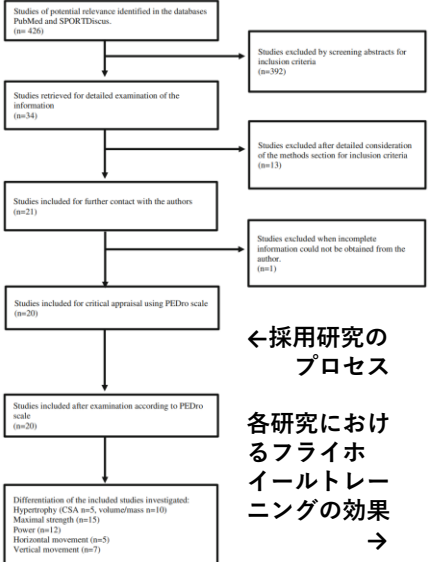 Studies of potential relevance identified in the databases
PubMed and SPORTDiscus.
(n= 426)
Studies excluded by screening abstracts for
inclusion criteria
(n=392)
Studies retrieved for detailed examination of the
information
(n=34)
Studies excluded after detailed consideration
of the methods section for inclusion criteria
(n=13)
Studies included for further contact with the authors
(n=21)
Studies excluded when incomplete
information could not be obtained from the
author.
(n=1)
Studies included for critical appraisal using PEDro scale
(n=20)
←採用研究の
プロセス
Studies included after examination according to PEDro
scale
(n=20)
各研究におけ
るフライホ
イールトレー
ニングの効果
→
Differentiation of the included studies investigated:
Hypertrophy (CSA n=5, volume/mass n=10)
Maximal strength (n=15)
Power (n=12)
Horizontal movement (n=5)
Vertical movement (n=7)